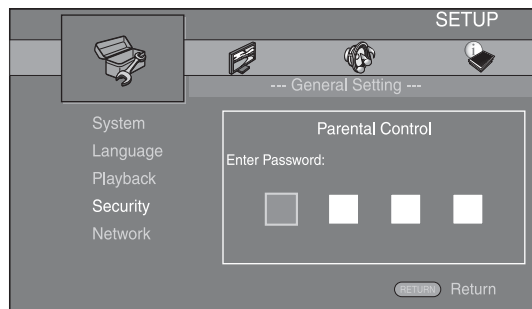 SETUP
--- General Setting ---
System
Language
Playback
Security
Network
Parental Control
Enter Password:
RETURN Return